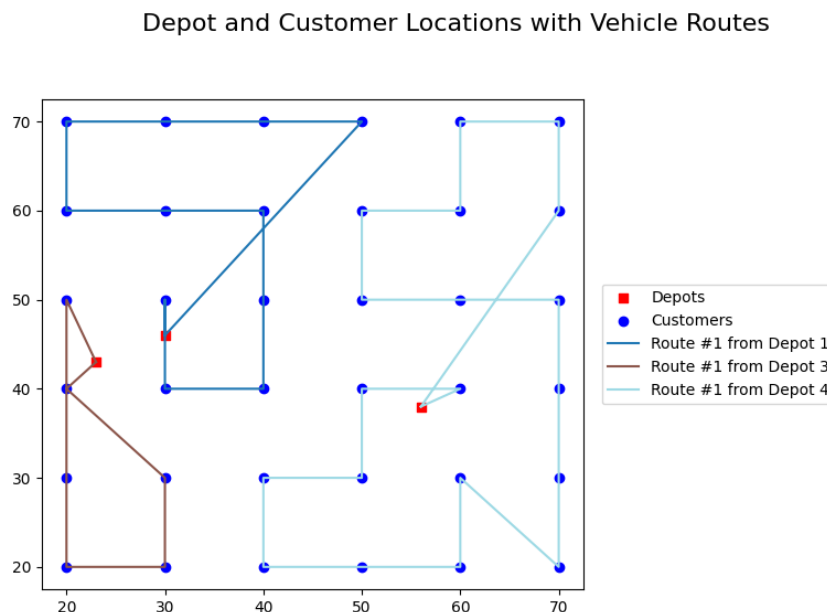 Depot and Customer Locations with Vehicle Routes
70
60
50
40
30
20
20 30 40 50 60 70
Depots
Customers
Route #1 from Depot 1
Route #1 from Depot 3
Route #1 from Depot 4